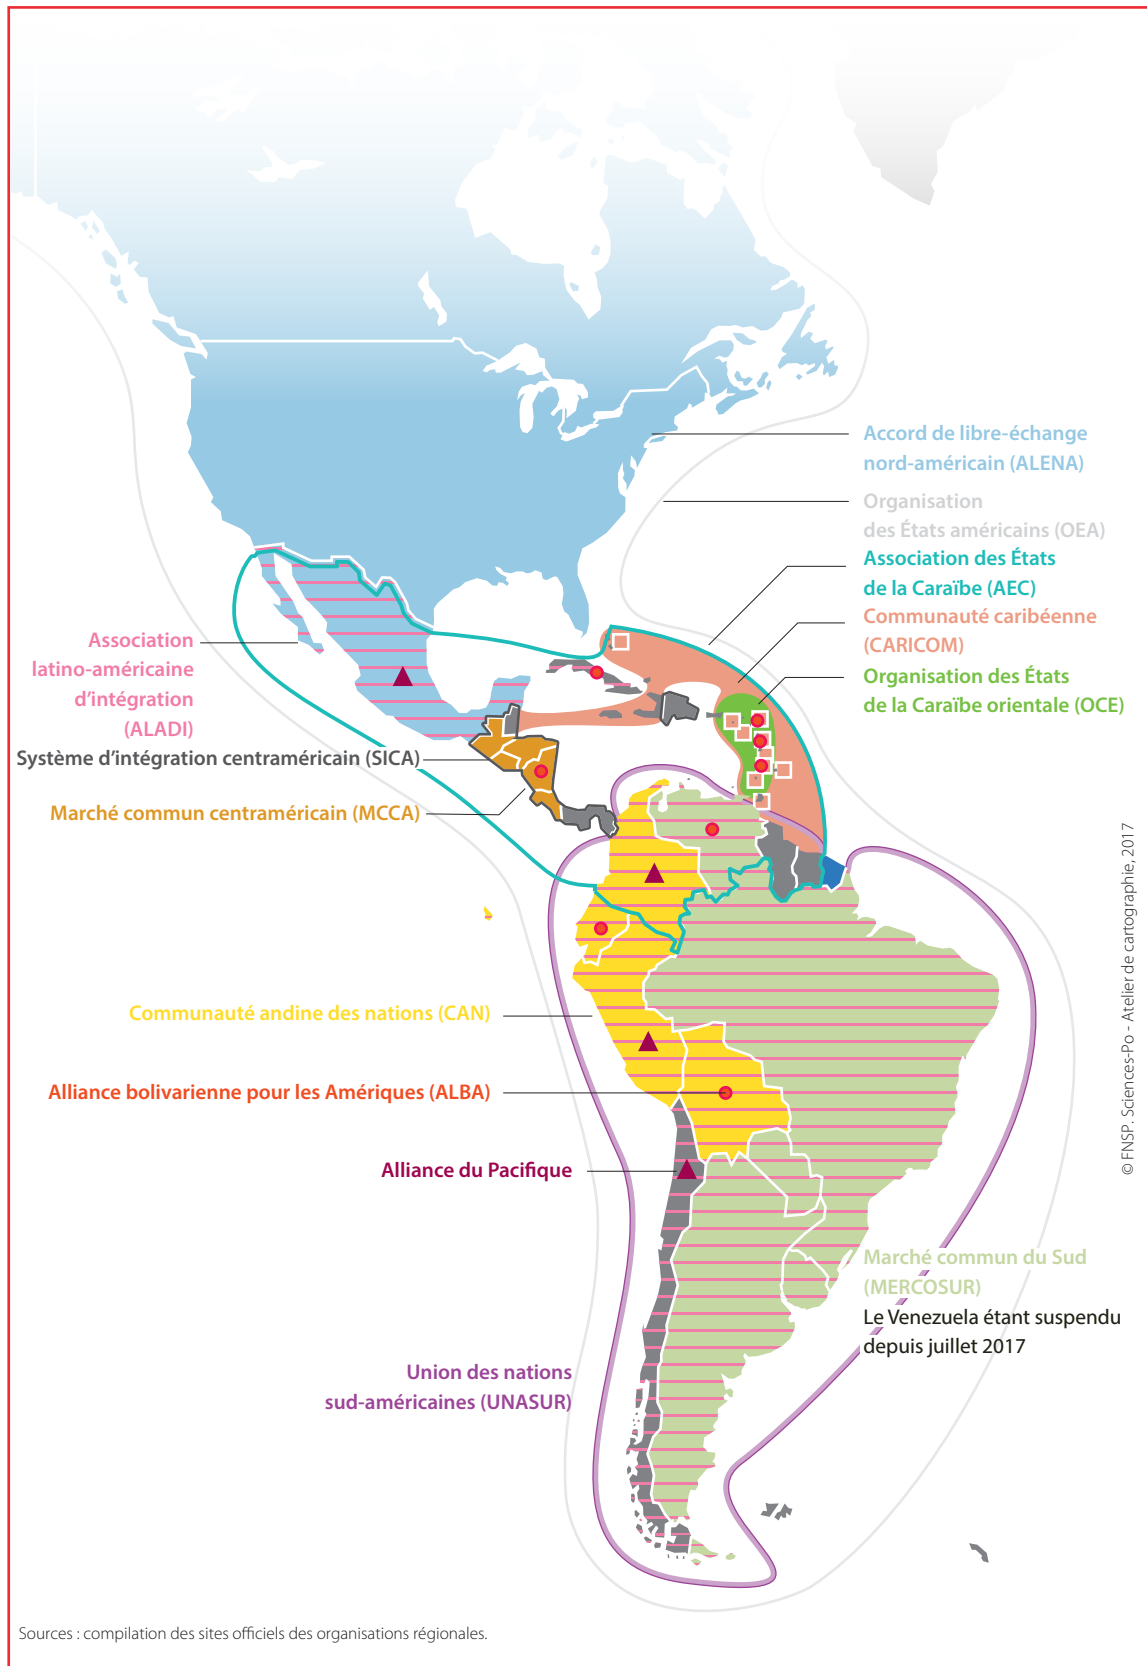 Accord de libre-échange
nord-américain (ALENA)
Organisation
des États américains (OEA)
Association des États
de la Caraïbe (AEC)
Communauté caribéenne
(CARICOM)
Organisation des États
de la Caraïbe orientale (OCE)
Association
latino-américaine
d'intégration
(ALADI)
Système d'intégration centraméricain (SICA)
Marché commun centraméricain (MCCA)
Communauté andine des nations (CAN)
Alliance bolivarienne pour les Amériques (ALBA)
Alliance du Pacifique
Marché commun du Sud
(MERCOSUR)
Le Venezuela étant suspendu
depuis juillet 2017
Union des nations
sud-américaines (UNASUR)
© FNSP. Sciences-Po - Atelier de cartographie, 2017
Sources : compilation des sites officiels des organisations régionales.